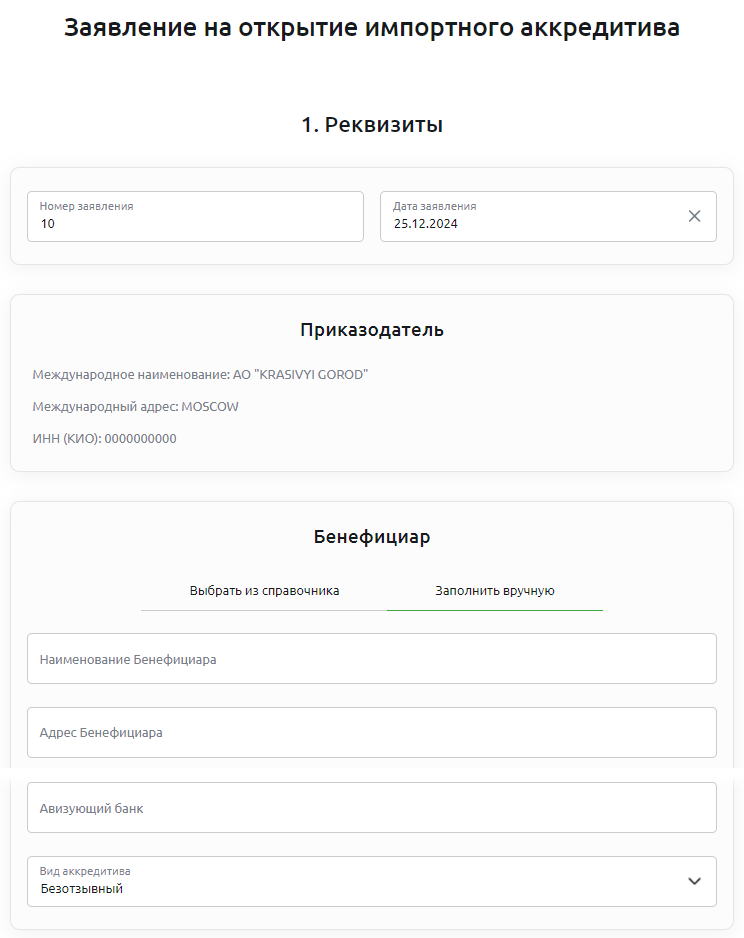 Заявление на открытие импортного аккредитива
1. Реквизиты
Номер заявления
10
Дата заявления
25.12.2024
Приказодатель
Международное наименование: АО "KRASIVYI GOROD"
Международный адрес: MOSCOW
ИНН (КИО): 0000000000
Бенефициар
Выбрать из справочника
Заполнить вручную
Наименование Бенефициара
Адрес Бенефициара
Авизующий банк
Вид аккредитива
Безотзывный